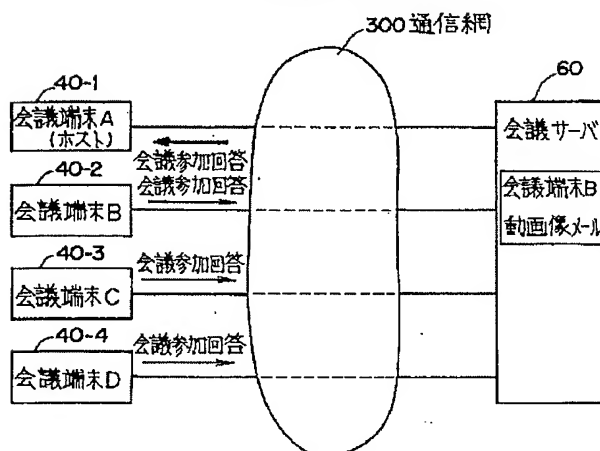 300通信網
40-1
会議端末A
(ホスト)
会議参加回答
40-2
会議参加回答
会議端末B
40-3
会議参加回答
会議端末C
40-4
会議参加回答
会議端末D
60
会議サーバ
会議端末B
動画像メール